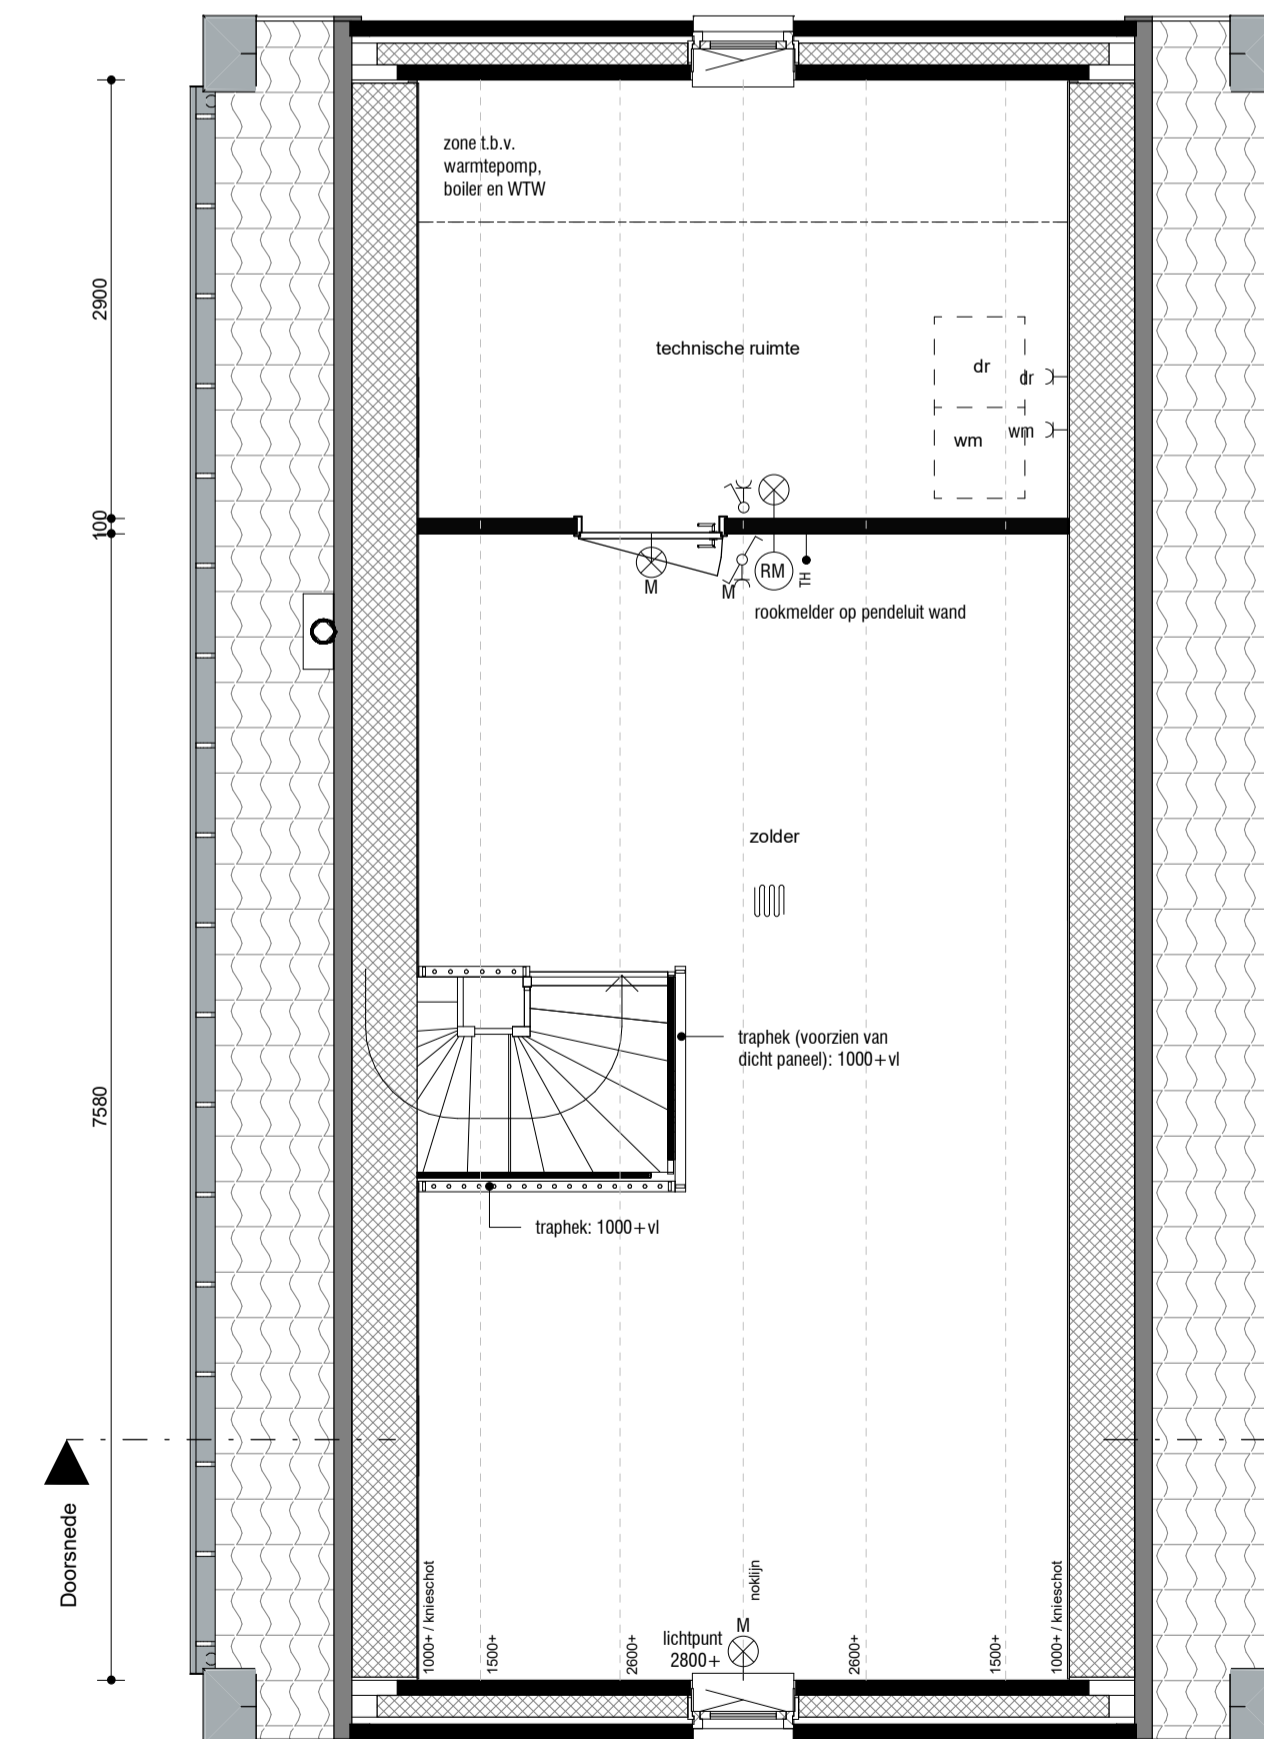 zone t.b.v.
warmtepomp,
boiler en WTW
2900
technische ruimte
dr
dr
wm
wm
100
M
M
RM
TH
rookmelder op pendeluit wand
zolder
traphek (voorzien van
dicht paneel): 1000+vl
7580
traphek: 1000+vl
Doorsnede
1000+ / knieschot
1500+
2600+
lichtpunt
2800+
M
noklijn
2600+
1500+
1000+ / knieschot